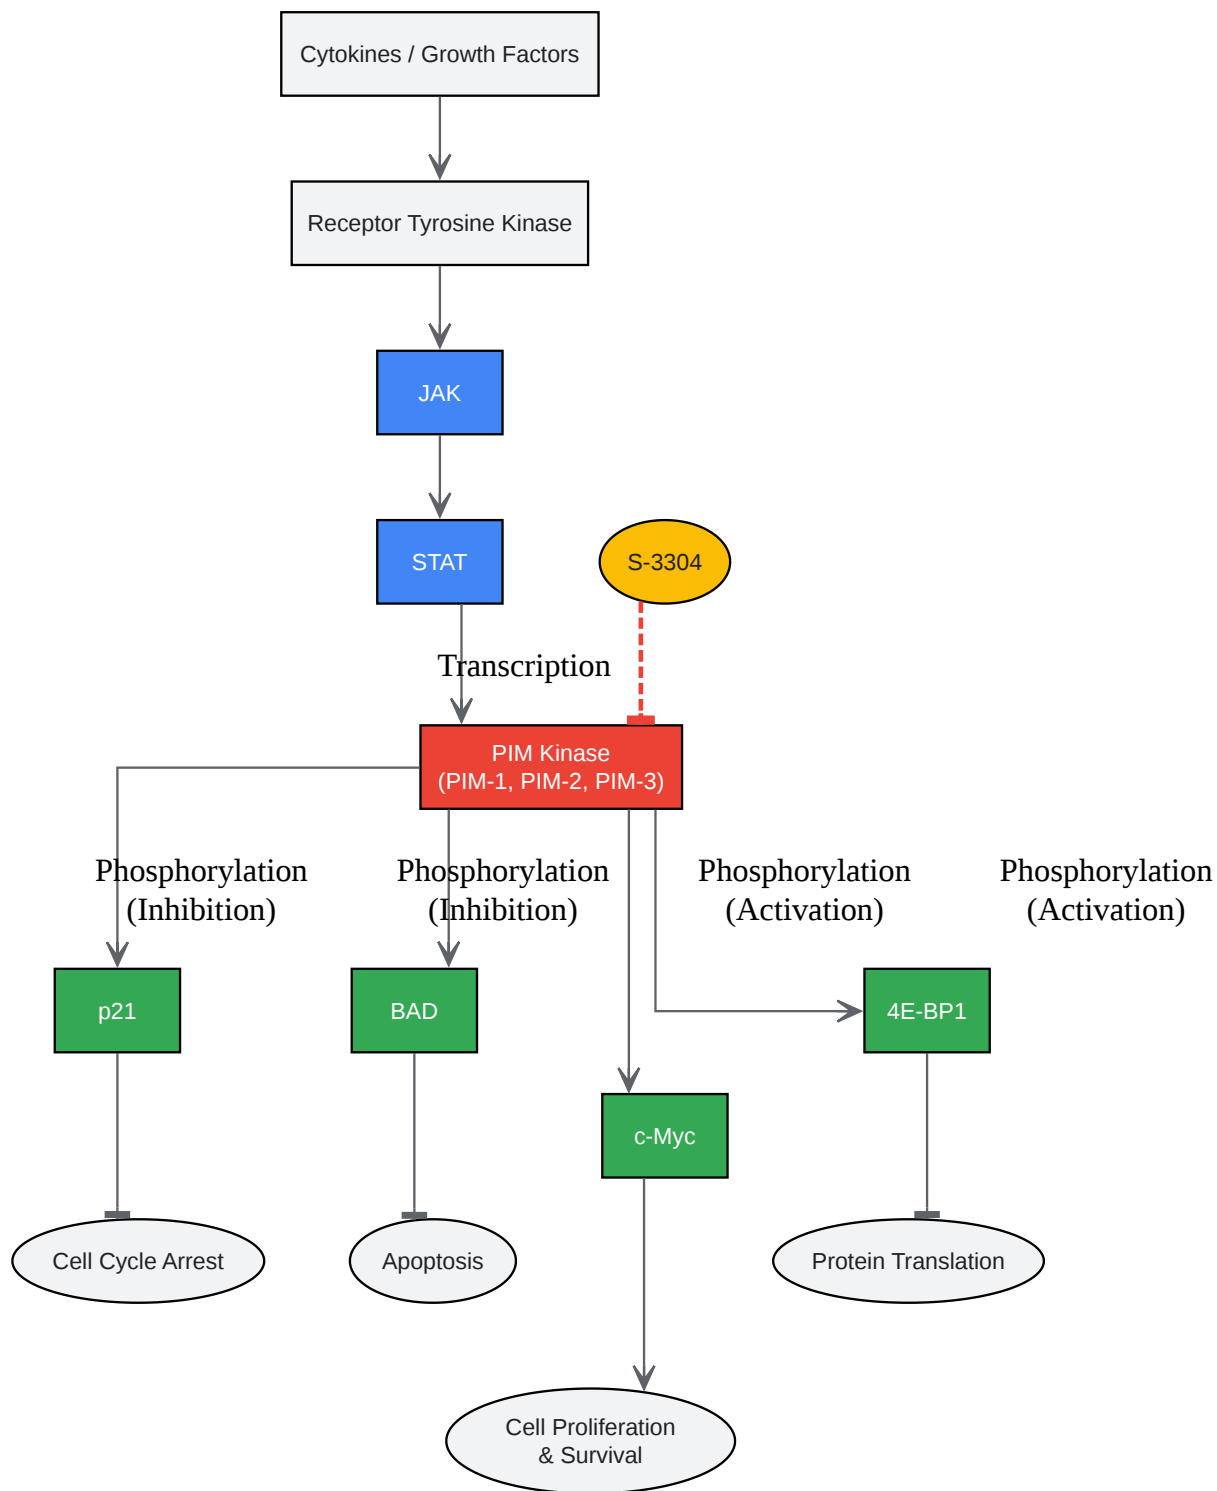 Cytokines / Growth Factors
Receptor Tyrosine Kinase
JAK
STAT
S-3304
Transcription
PIM Kinase
(PIM-1, PIM-2, PIM-3)
Phosphorylation
(Inhibition)
Phosphorylation
(Inhibition)
Phosphorylation
(Activation)
Phosphorylation
(Activation)
p21
BAD
4E-BP1
c-Myc
Cell Cycle Arrest
Apoptosis
Protein Translation
Cell Proliferation
& Survival